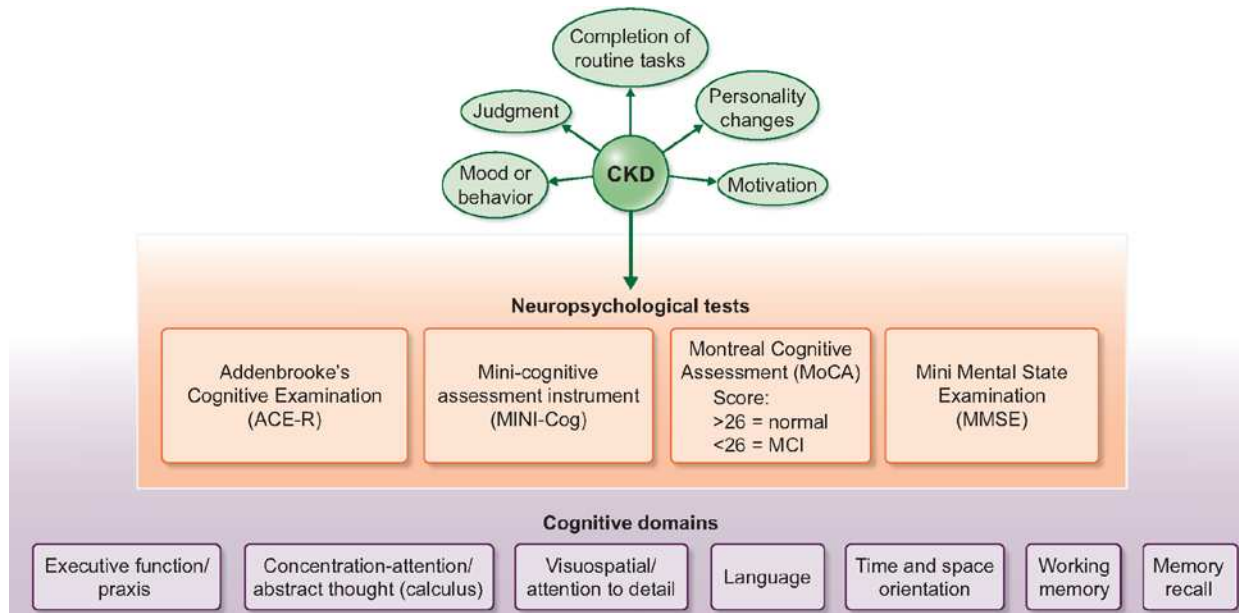 Completion of
routine tasks
Judgment
Personality
changes
CKD
Mood or
behavior
Motivation
Neuropsychological tests
Addenbrooke's
Cognitive Examination
(ACE-R)
Mini-cognitive
assessment instrument
(MINI-Cog)
Montreal Cognitive
Assessment (MoCA)
Score:
>26 = normal
<26 = MCI
Mini Mental State
Examination
(MMSE)
Cognitive domains
Executive function/
praxis
Concentration-attention/
abstract thought (calculus)
Visuospatial/
attention to detail
Language
Time and space
orientation
Working
memory
Memory
recall